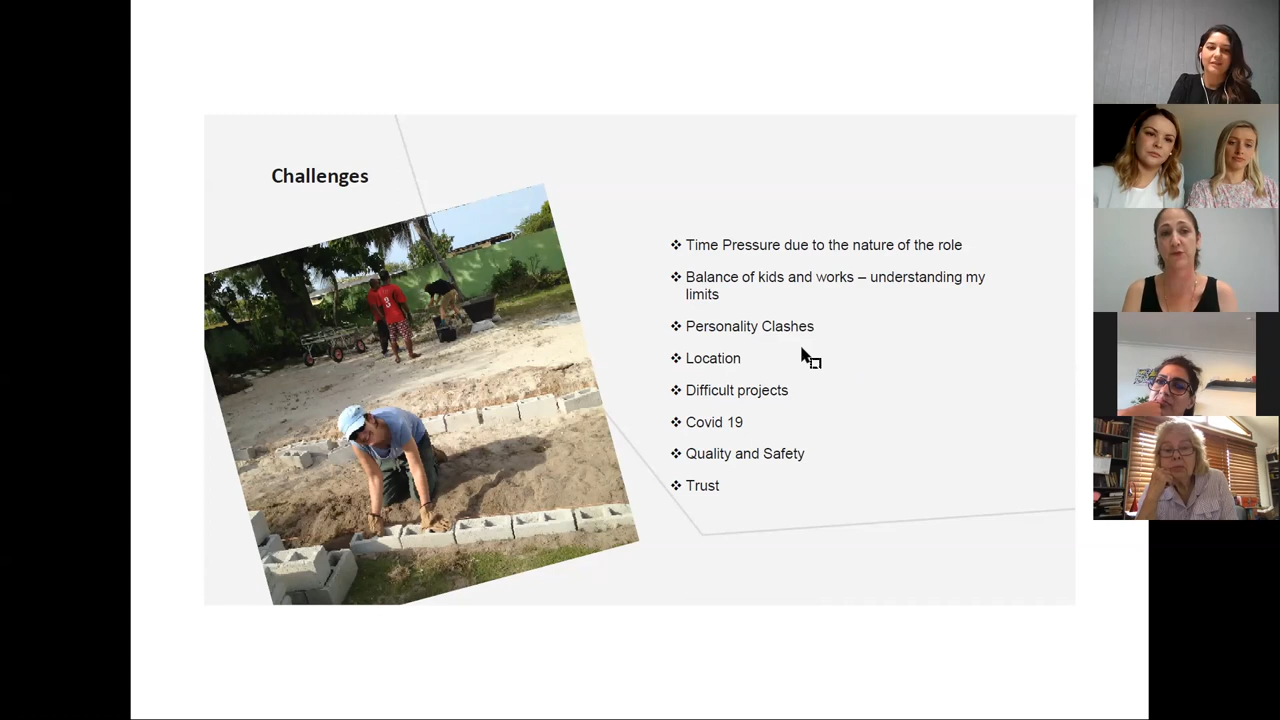 Challenges
❖ Time Pressure due to the nature of the role
❖ Balance of kids and works – understanding my
limits
❖ Personality Clashes
❖ Location
❖ Difficult projects
❖ Covid 19
❖ Quality and Safety
❖ Trust